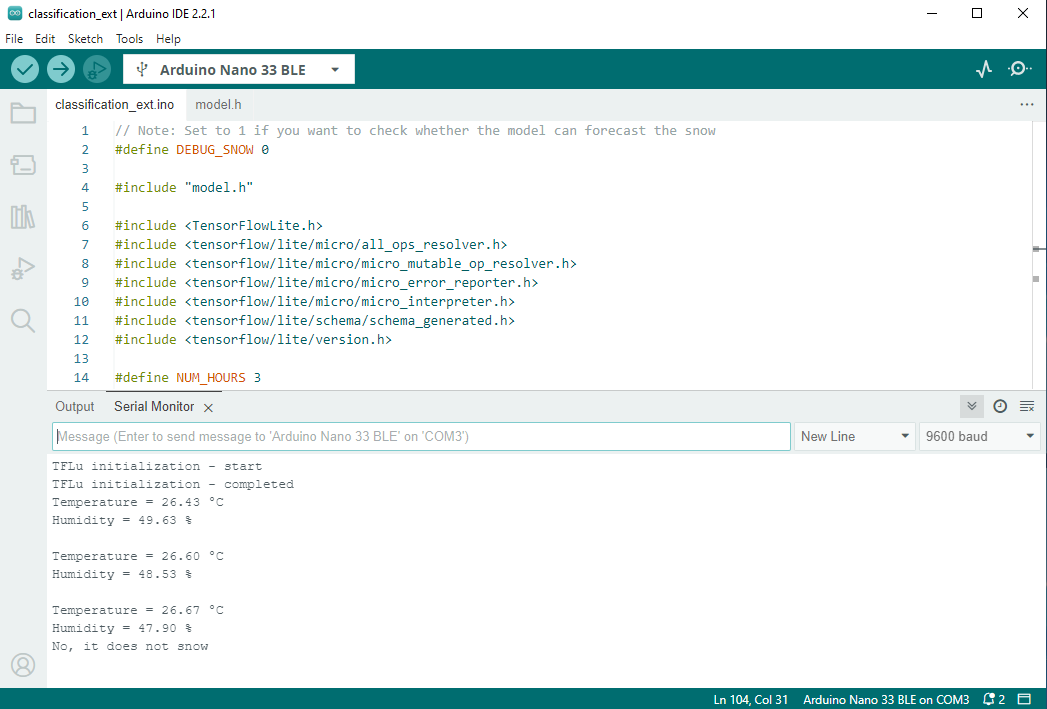 classification_ext | Arduino IDE 2.2.1
File Edit Sketch Tools Help
Arduino Nano 33 BLE
classification_ext.ino model.h
1 // Note: Set to 1 if you want to check whether the model can forecast the snow
2 #define DEBUG_SNOW 0
3
4 #include "model.h"
5
6 #include <TensorFlowLite.h>
7 #include <tensorflow/lite/micro/all_ops_resolver.h>
8 #include <tensorflow/lite/micro/micro_mutable_op_resolver.h>
9 #include <tensorflow/lite/micro/micro_error_reporter.h>
10 #include <tensorflow/lite/micro/micro_interpreter.h>
11 #include <tensorflow/lite/schema/schema_generated.h>
12 #include <tensorflow/lite/version.h>
13
14 #define NUM_HOURS 3
Output Serial Monitor
Message (Enter to send message to 'Arduino Nano 33 BLE' on 'COM3') New Line 9600 baud
TFLu initialization - start
TFLu initialization - completed
Temperature = 26.43 °C
Humidity = 49.63 %
Temperature = 26.60 °C
Humidity = 48.53 %
Temperature = 26.67 °C
Humidity = 47.90 %
No, it does not snow
Ln 104, Col 31 Arduino Nano 33 BLE on COM3 2